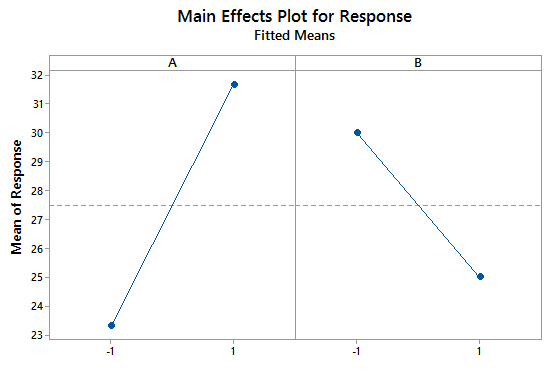 Main Effects Plot for Response
Fitted Means
A
B
Mean of Response
32
31
30
29
28
27
26
25
24
23
-1
1
-1
1